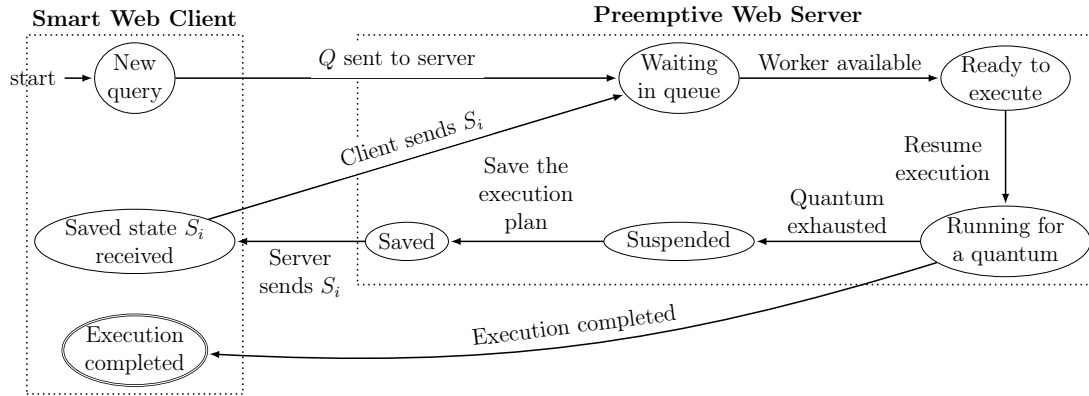 Smart Web Client
Preemptive Web Server
start
New
query
Q sent to server
Waiting
in queue
Worker available
Ready to
execute
Client sends S_i
Resume
execution
Save the
execution
plan
Quantum
exhausted
Saved state S_i
received
Server
sends S_i
Saved
Suspended
Running for
a quantum
Execution completed
Execution
completed